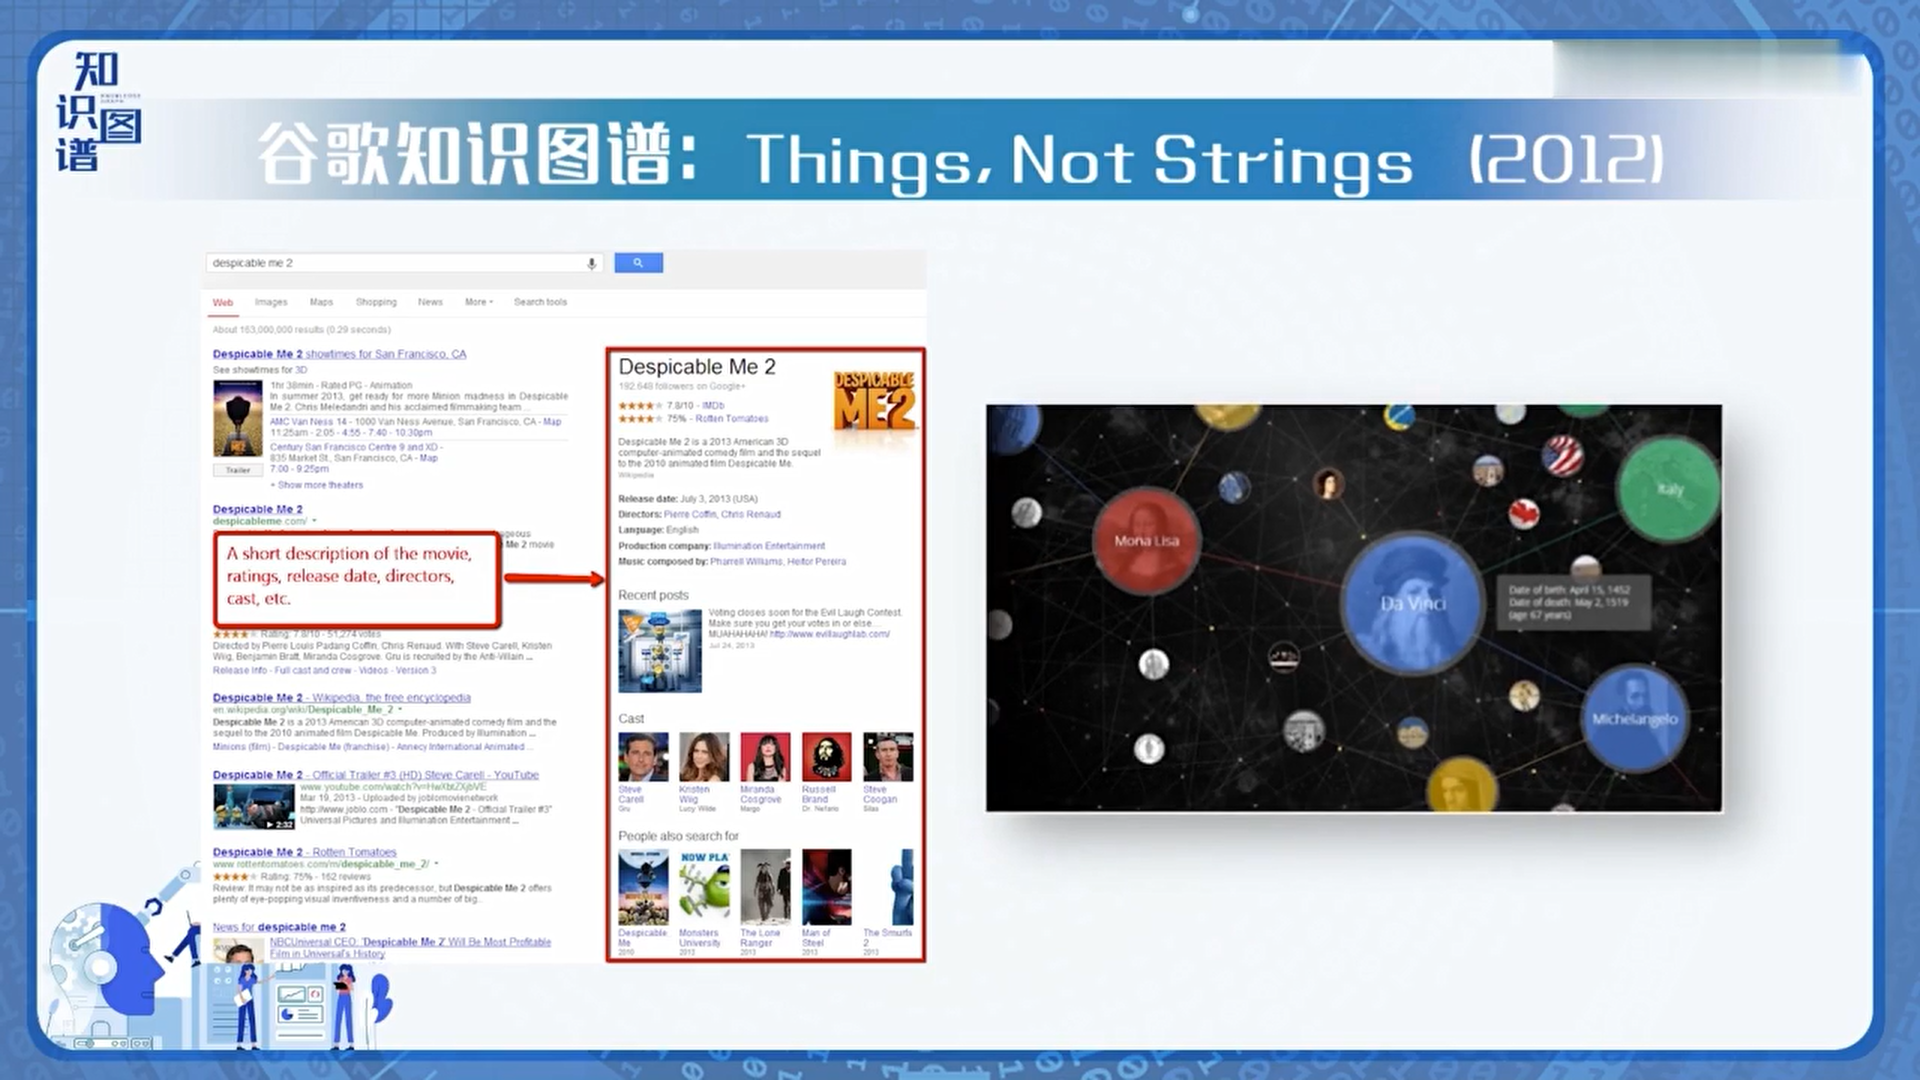 知
识图
谱
KNOWLEDGE
GRAPH
谷歌知识图谱：Things, Not Strings（2012）
despicable me 2
Web Images Maps Shopping News More Search tools
About 163,000,000 results (0.29 seconds)
Despicable Me 2 showtimes for San Francisco, CA
See showtimes for 3D
1hr 38min - Rated PG - Animation
In summer 2013, get ready for more Minion madness in Despicable
Me 2. Chris Meledandri and his acclaimed filmmaking team ...
AMC Van Ness 14 - 1000 Van Ness Avenue, San Francisco, CA - Map
11:25am - 2:05 - 4:55 - 7:40 - 10:30pm
Century San Francisco Centre 9 and XD -
835 Market St., San Francisco, CA - Map
7:00 - 9:25pm
Trailer
+ Show more theaters
Despicable Me 2
despicableme.com/
geous
Me 2 movie
A short description of the movie,
ratings, release date, directors,
cast, etc.
Rating: 7.8/10 - 51,274 votes
Directed by Pierre Louis Padang Coffin, Chris Renaud. With Steve Carell, Kristen
Wiig, Benjamin Bratt, Miranda Cosgrove. Gru is recruited by the Anti-Villain ...
Release Info - Full cast and crew - Videos - Version 3
Despicable Me 2 - Wikipedia, the free encyclopedia
en.wikipedia.org/wiki/Despicable_Me_2
Despicable Me 2 is a 2013 American 3D computer-animated comedy film and the
sequel to the 2010 animated film Despicable Me. Produced by Illumination ...
Minions (film) - Despicable Me (franchise) - Annecy International Animated ...
Despicable Me 2 - Official Trailer #3 (HD) Steve Carell - YouTube
www.youtube.com/watch?v=HwXbtZXjbVE
Mar 19, 2013 - Uploaded by joblomovienetwork
http://www.joblo.com - "Despicable Me 2 - Official Trailer #3"
Universal Pictures and Illumination Entertainment ...
2:32
Despicable Me 2 - Rotten Tomatoes
www.rottentomatoes.com/m/despicable_me_2/
Rating: 75% - 162 reviews
Review: It may not be as inspired as its predecessor, but Despicable Me 2 offers
plenty of eye-popping visual inventiveness and a number of big...
News for despicable me 2
NBCUniversal CEO: 'Despicable Me 2' Will Be Most Profitable
Film in Universal's History
Despicable Me 2
192,648 followers on Google+
DESPICABLE
ME2
7.8/10 - IMDb
75% - Rotten Tomatoes
Despicable Me 2 is a 2013 American 3D
computer-animated comedy film and the sequel
to the 2010 animated film Despicable Me.
Wikipedia
Release date: July 3, 2013 (USA)
Directors: Pierre Coffin, Chris Renaud
Language: English
Production company: Illumination Entertainment
Music composed by: Pharrell Williams, Heitor Pereira
Recent posts
Voting closes soon for the Evil Laugh Contest.
Make sure you get your votes in or else...
MUAHAHAHA! http://www.evillaughlab.com/
Jul 24, 2013
Cast
Steve Carell
Gru
Kristen Wiig
Lucy Wilde
Miranda Cosgrove
Margo
Russell Brand
Dr. Nefario
Steve Coogan
Silas
People also search for
NOW PLA
Despicable Me
2010
Monsters University
2013
The Lone Ranger
2013
Man of Steel
2013
The Smurfs 2
2013
Mona Lisa
Italy
Da Vinci
Date of birth: April 15, 1452
Date of death: May 2, 1519
(age 67 years)
Michelangelo